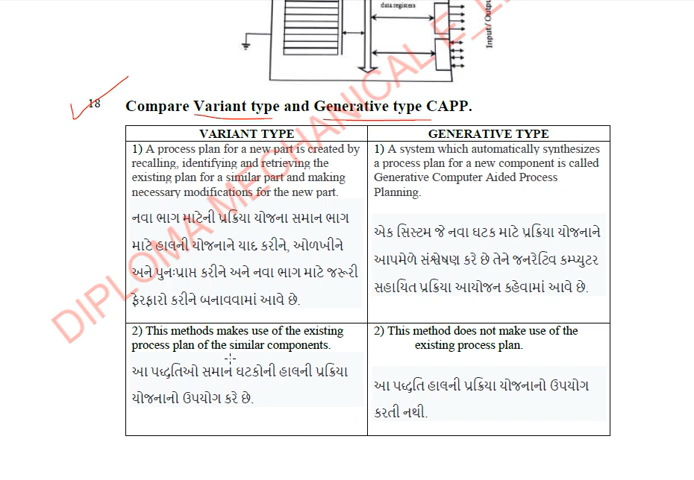 data registers
Input/ Outpu
18
Compare Variant type and Generative type CAPP.
VARIANT TYPE
GENERATIVE TYPE
1) A process plan for a new part is created by
recalling, identifying and retrieving the
existing plan for a similar part and making
necessary modifications for the new part.
નવા ભાગ માટેની પ્રક્રિયા યોજના સમાન ભાગ
માટે હાલની યોજનાને યાદ કરીને, ઓળખીને
અને પુનઃપ્રાપ્ત કરીને અને નવા ભાગ માટે જરૂરી
ફેરફારો કરીને બનાવવામાં આવે છે.
1) A system which automatically synthesizes
a process plan for a new component is called
Generative Computer Aided Process
Planning.
એક સિસ્ટમ જે નવા ઘટક માટે પ્રક્રિયા યોજનાને
આપમેળે સંશ્લેષણ કરે છે તેને જનરેટિવ કમ્પ્યુટર
સહાયિત પ્રક્રિયા આયોજન કહેવામાં આવે છે.
2) This methods makes use of the existing
process plan of the similar components.
આ પદ્ધતિઓ સમાન ઘટકોની હાલની પ્રક્રિયા
યોજનાનો ઉપયોગ કરે છે.
2) This method does not make use of the
existing process plan.
આ પદ્ધતિ હાલની પ્રક્રિયા યોજનાનો ઉપયોગ
કરતી નથી.
DIPLOMA MECHANICAL E_L